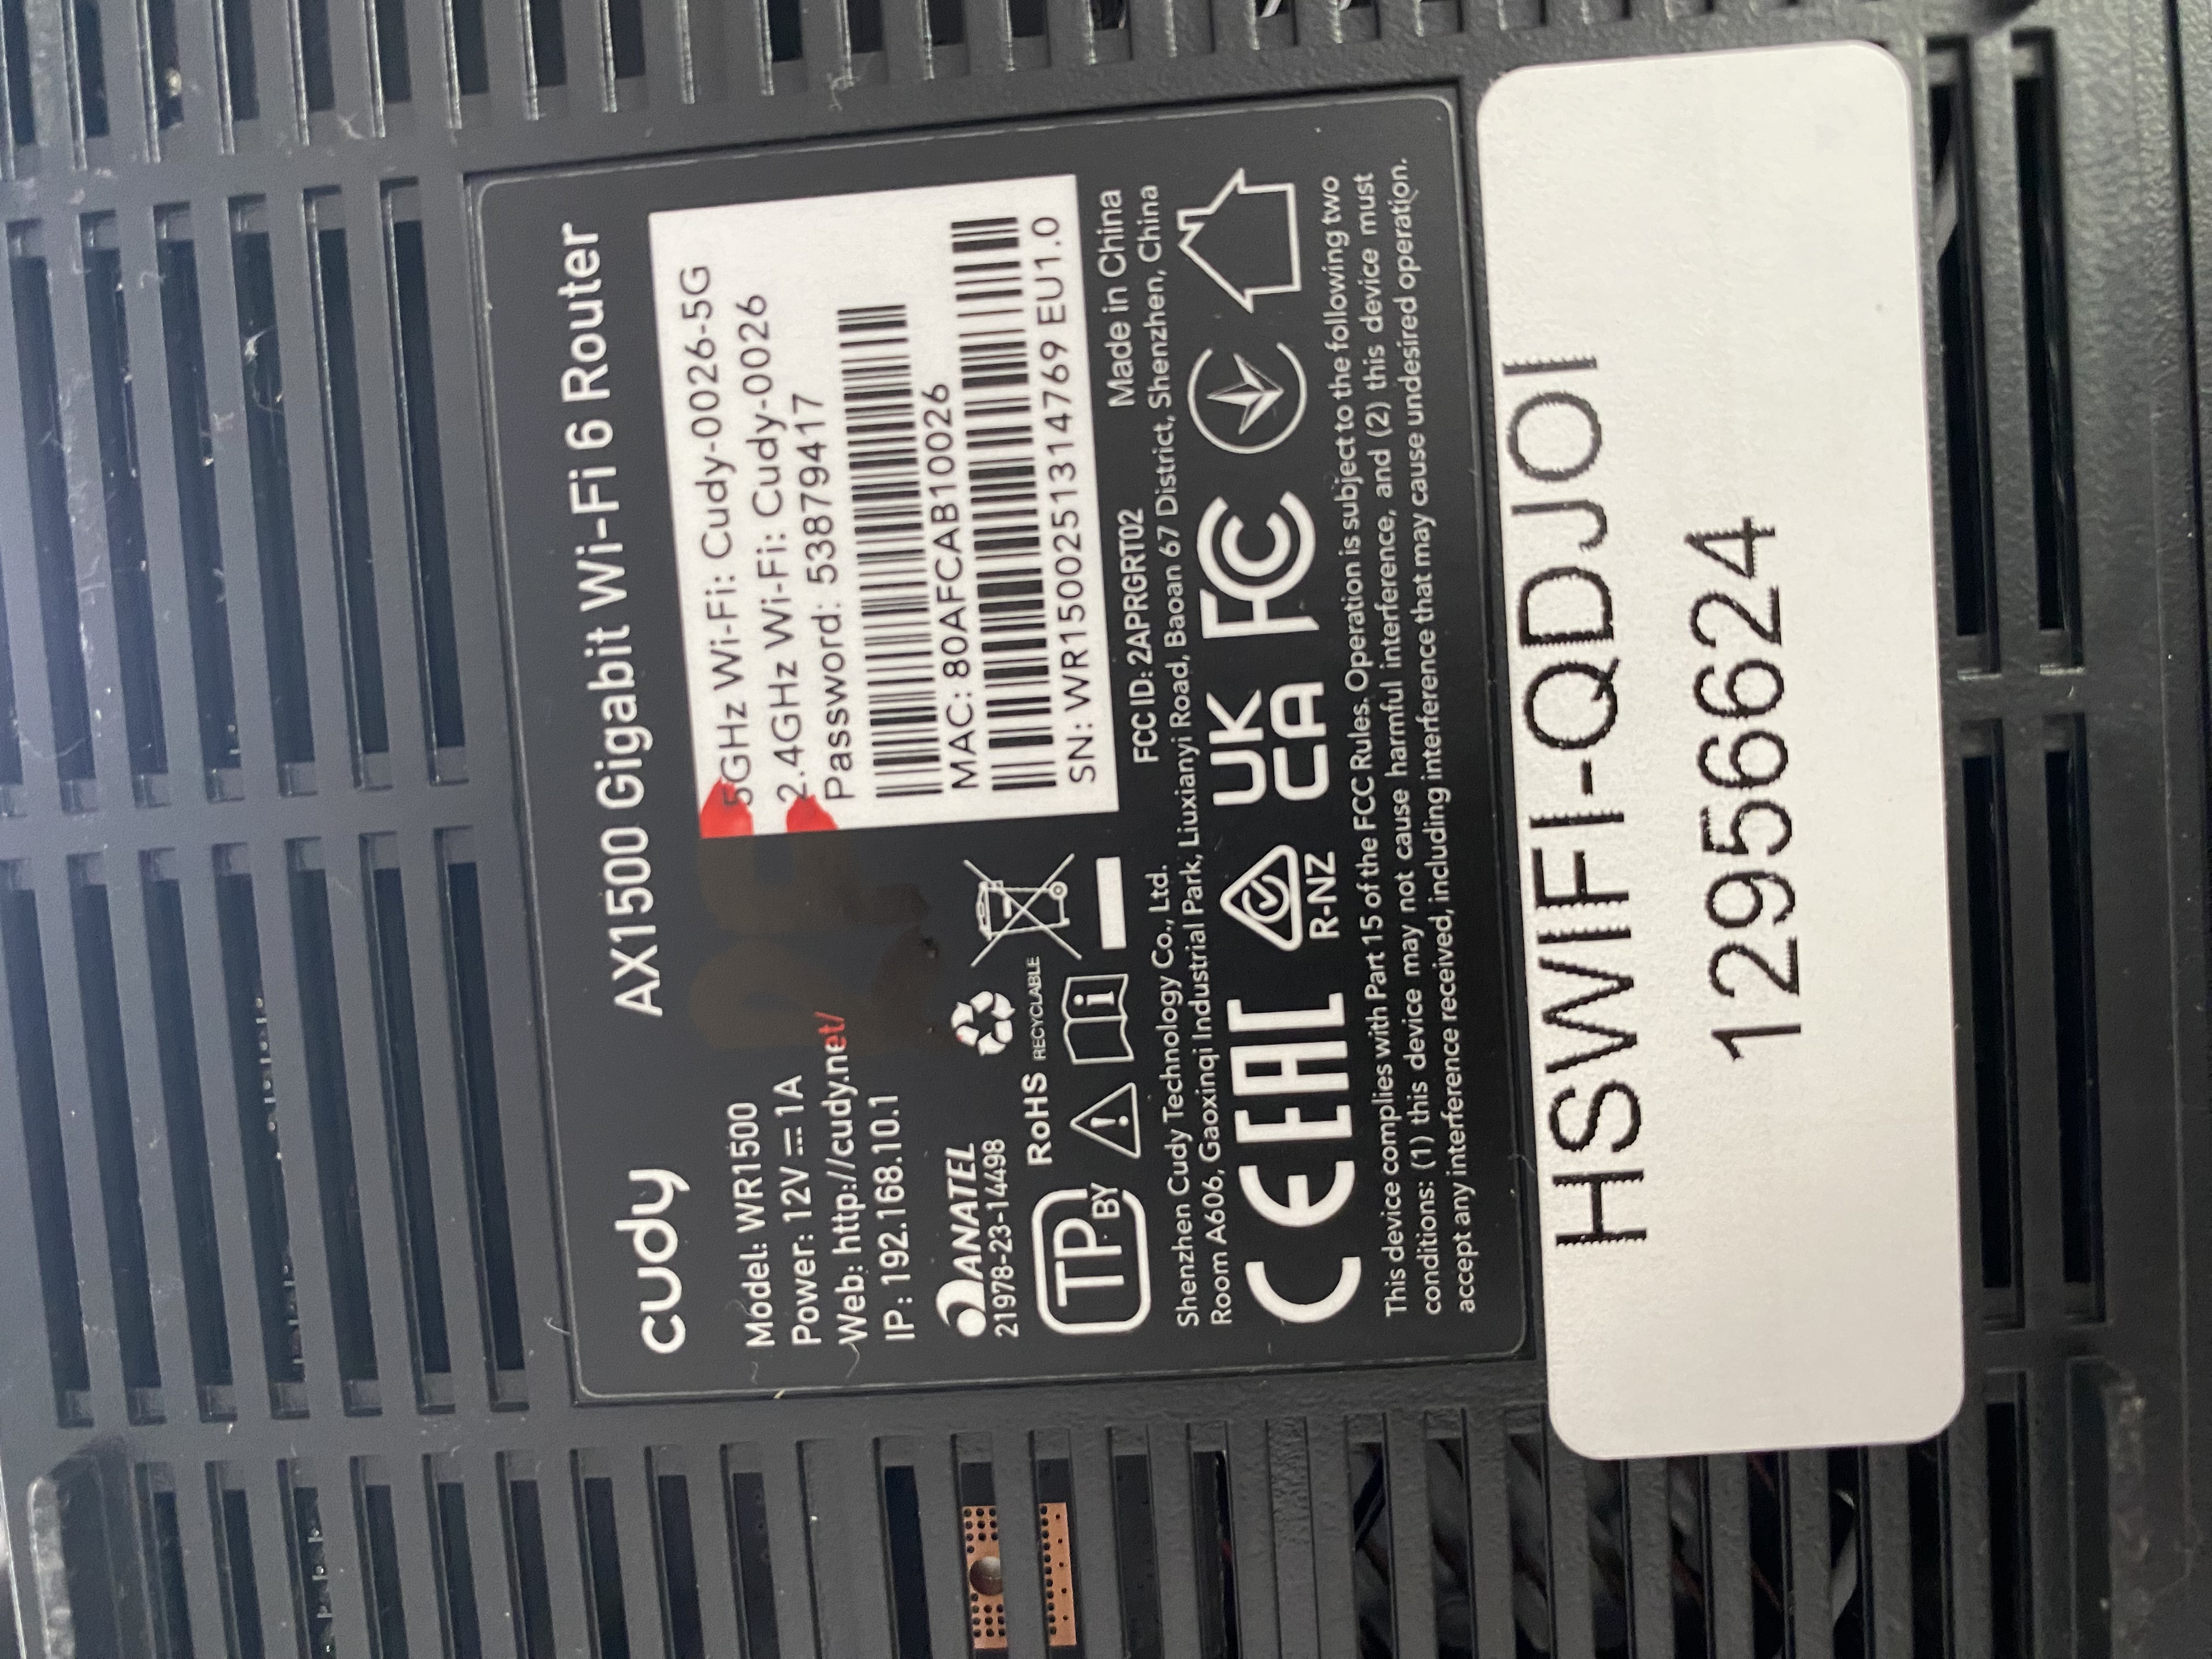 cudy
AX1500 Gigabit Wi-Fi 6 Router
Model: WR1500
Power: 12V ⎓ 1A
Web: http://cudy.net/
IP: 192.168.10.1
5GHz Wi-Fi: Cudy-0026-5G
2.4GHz Wi-Fi: Cudy-0026
Password: 53879417
MAC: 80AFCAB10026
SN: WR1500251314769 EU1.0
ANATEL
21978-23-14498
RoHS
RECYCLABLE
TP
BY
FCC ID: 2APRGRT02
Made in China
Shenzhen Cudy Technology Co., Ltd.
Room A606, Gaoxinqi Industrial Park, Liuxianyi Road, Baoan 67 District, Shenzhen, China
CE EAC
R-NZ
UK
CA
FC
This device complies with Part 15 of the FCC Rules. Operation is subject to the following two
conditions: (1) this device may not cause harmful interference, and (2) this device must
accept any interference received, including interference that may cause undesired operation.
HSWIFI-QDJOI
12956624